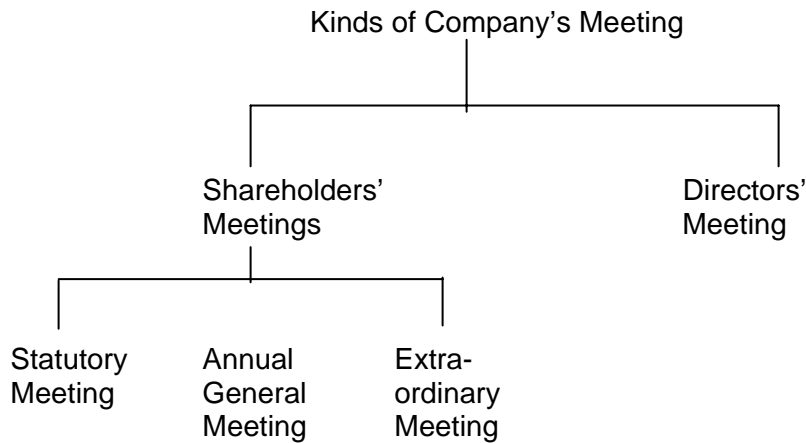 Kinds of Company’s Meeting
Shareholders’
Meetings
Directors’
Meeting
Statutory
Meeting
Annual
General
Meeting
Extra-
ordinary
Meeting